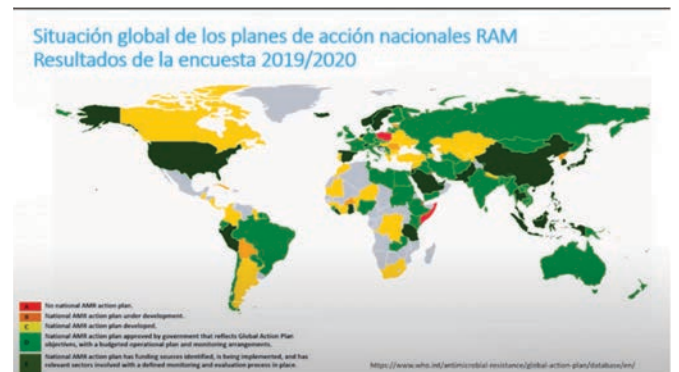 Situación global de los planes de acción nacionales RAM
Resultados de la encuesta 2019/2020
A No national AMR action plan.
B National AMR action plan under development.
C National AMR action plan developed.
D National AMR action plan approved by government that reflects Global Action Plan
objectives, with a budgeted operational plan and monitoring arrangements.
E National AMR action plan has funding sources identified, is being implemented, and has
relevant sectors involved with a defined monitoring and evaluation process in place.
https://www.who.int/antimicrobial-resistance/global-action-plan/database/en/